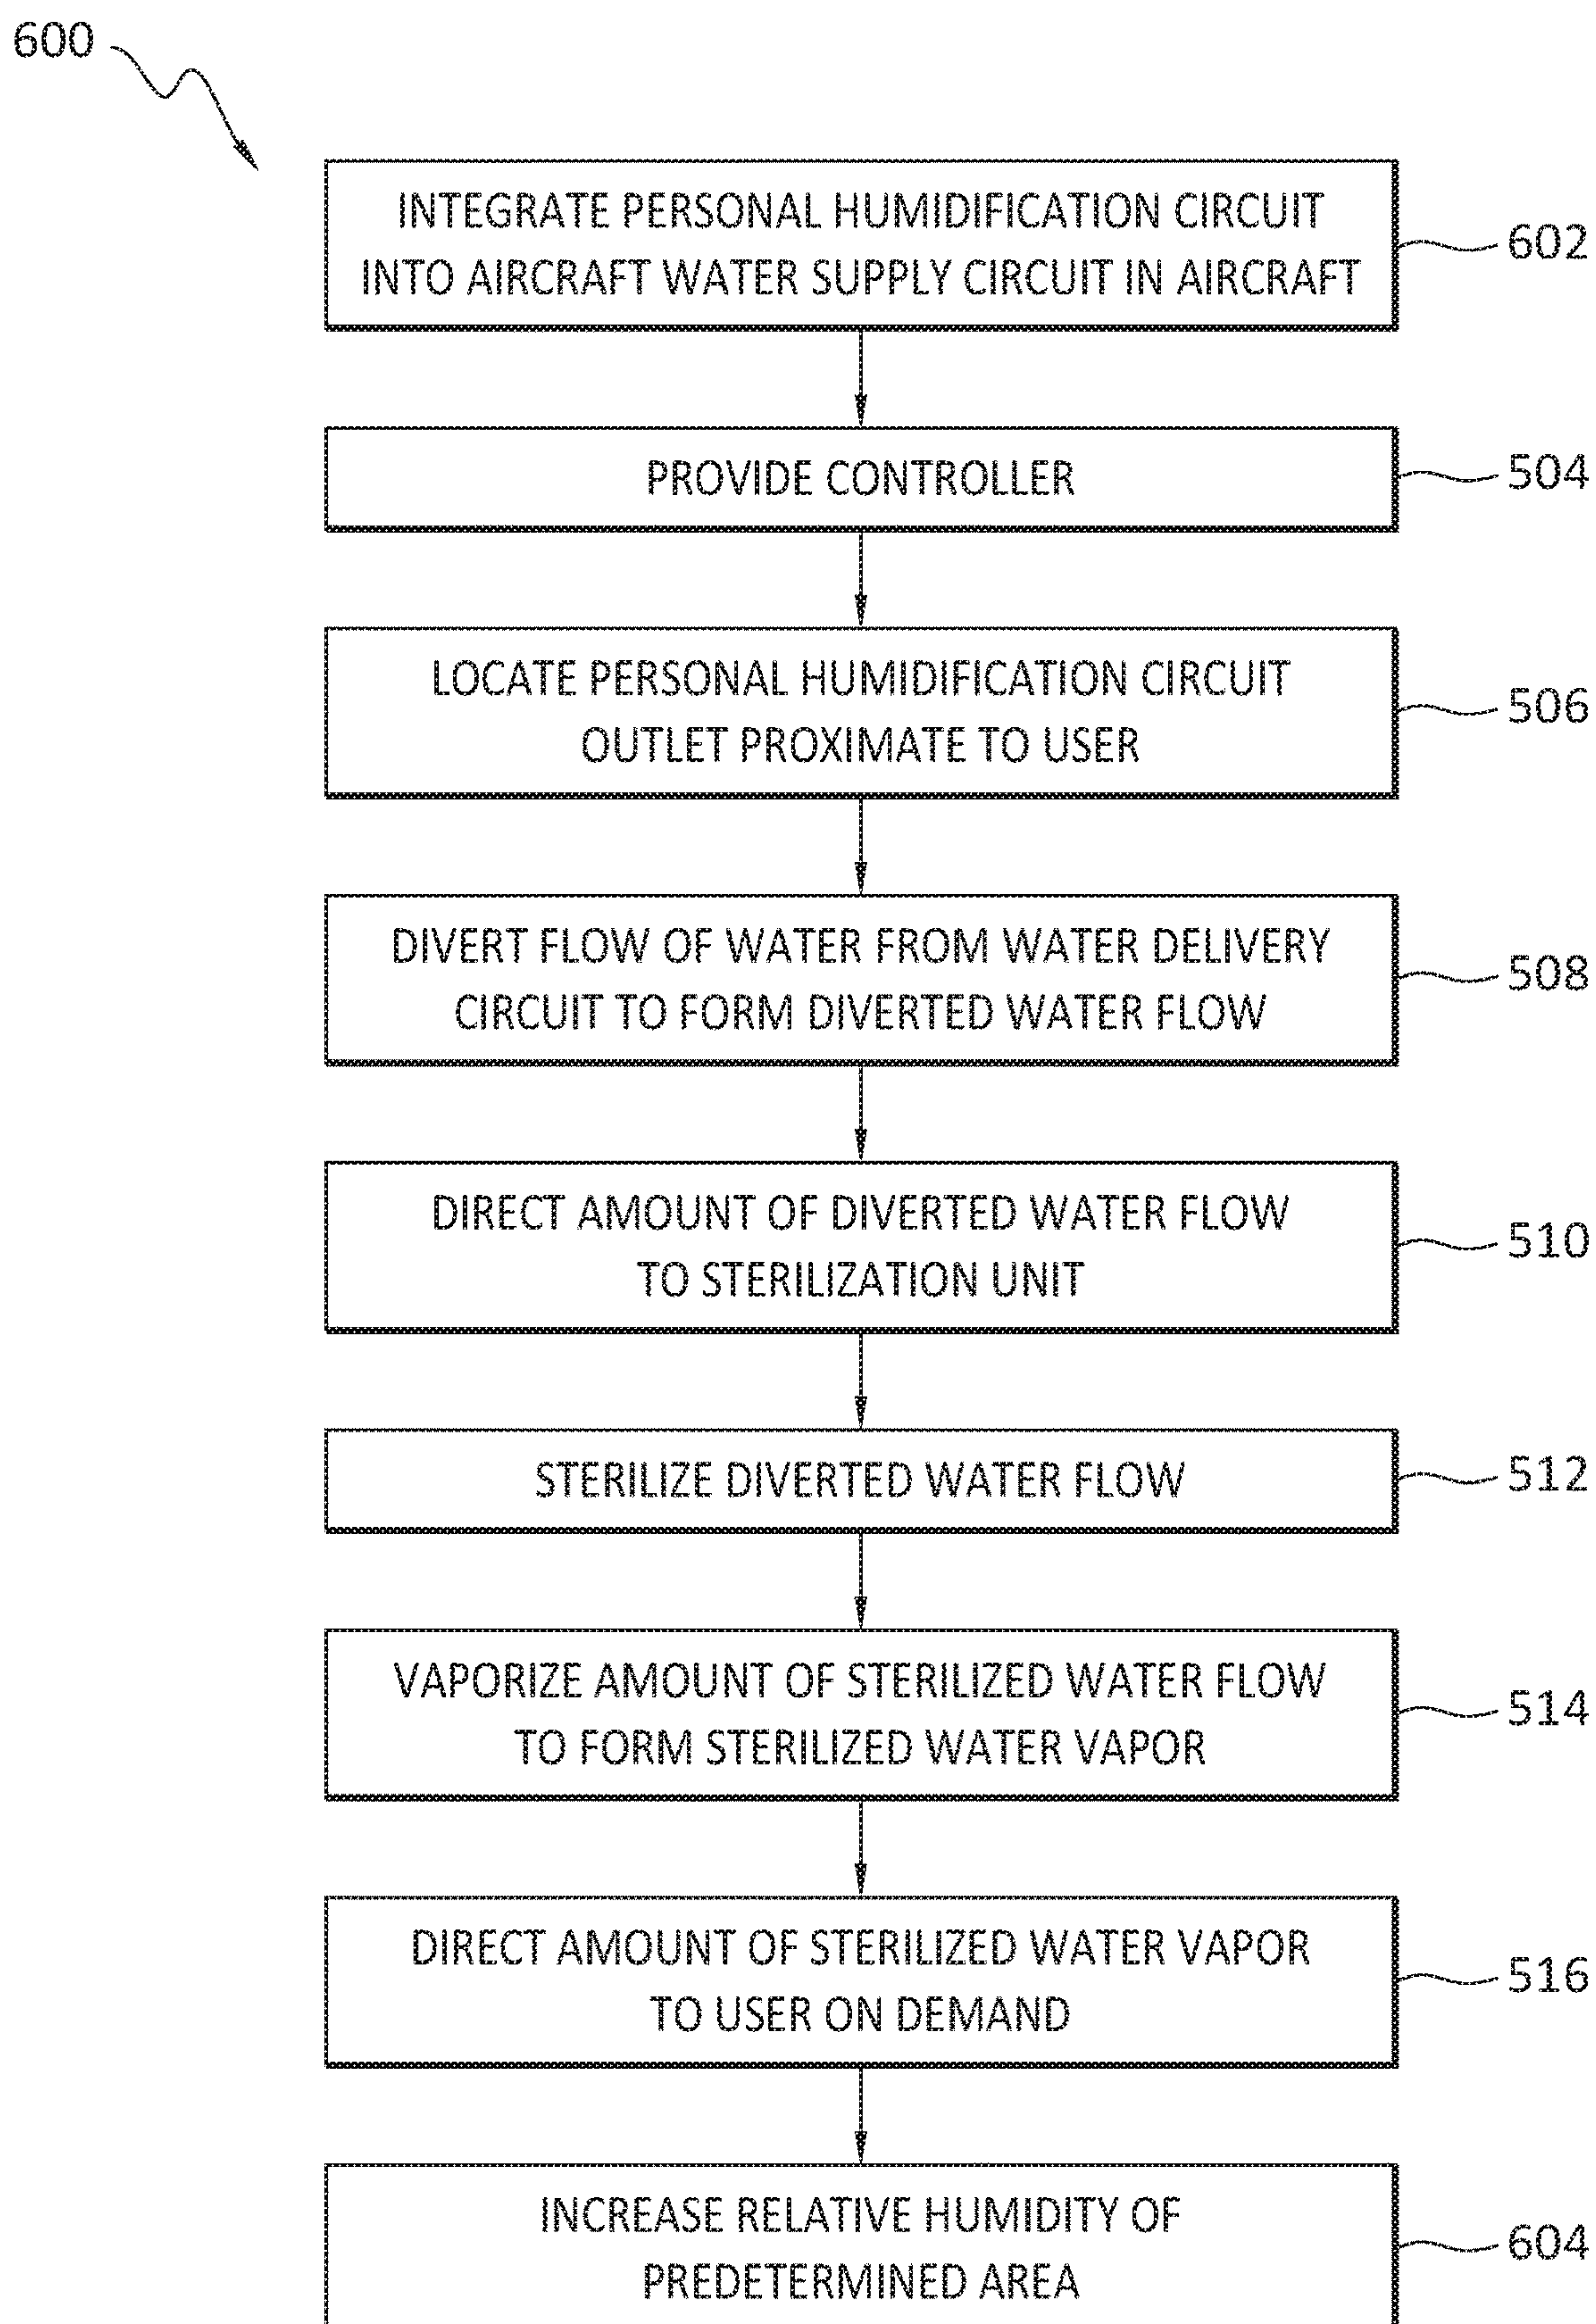 600
INTEGRATE PERSONAL HUMIDIFICATION CIRCUIT
INTO AIRCRAFT WATER SUPPLY CIRCUIT IN AIRCRAFT
602
PROVIDE CONTROLLER
504
LOCATE PERSONAL HUMIDIFICATION CIRCUIT
OUTLET PROXIMATE TO USER
506
DIVERT FLOW OF WATER FROM WATER DELIVERY
CIRCUIT TO FORM DIVERTED WATER FLOW
508
DIRECT AMOUNT OF DIVERTED WATER FLOW
TO STERILIZATION UNIT
510
STERILIZE DIVERTED WATER FLOW
512
VAPORIZE AMOUNT OF STERILIZED WATER FLOW
TO FORM STERILIZED WATER VAPOR
514
DIRECT AMOUNT OF STERILIZED WATER VAPOR
TO USER ON DEMAND
516
INCREASE RELATIVE HUMIDITY OF
PREDETERMINED AREA
604